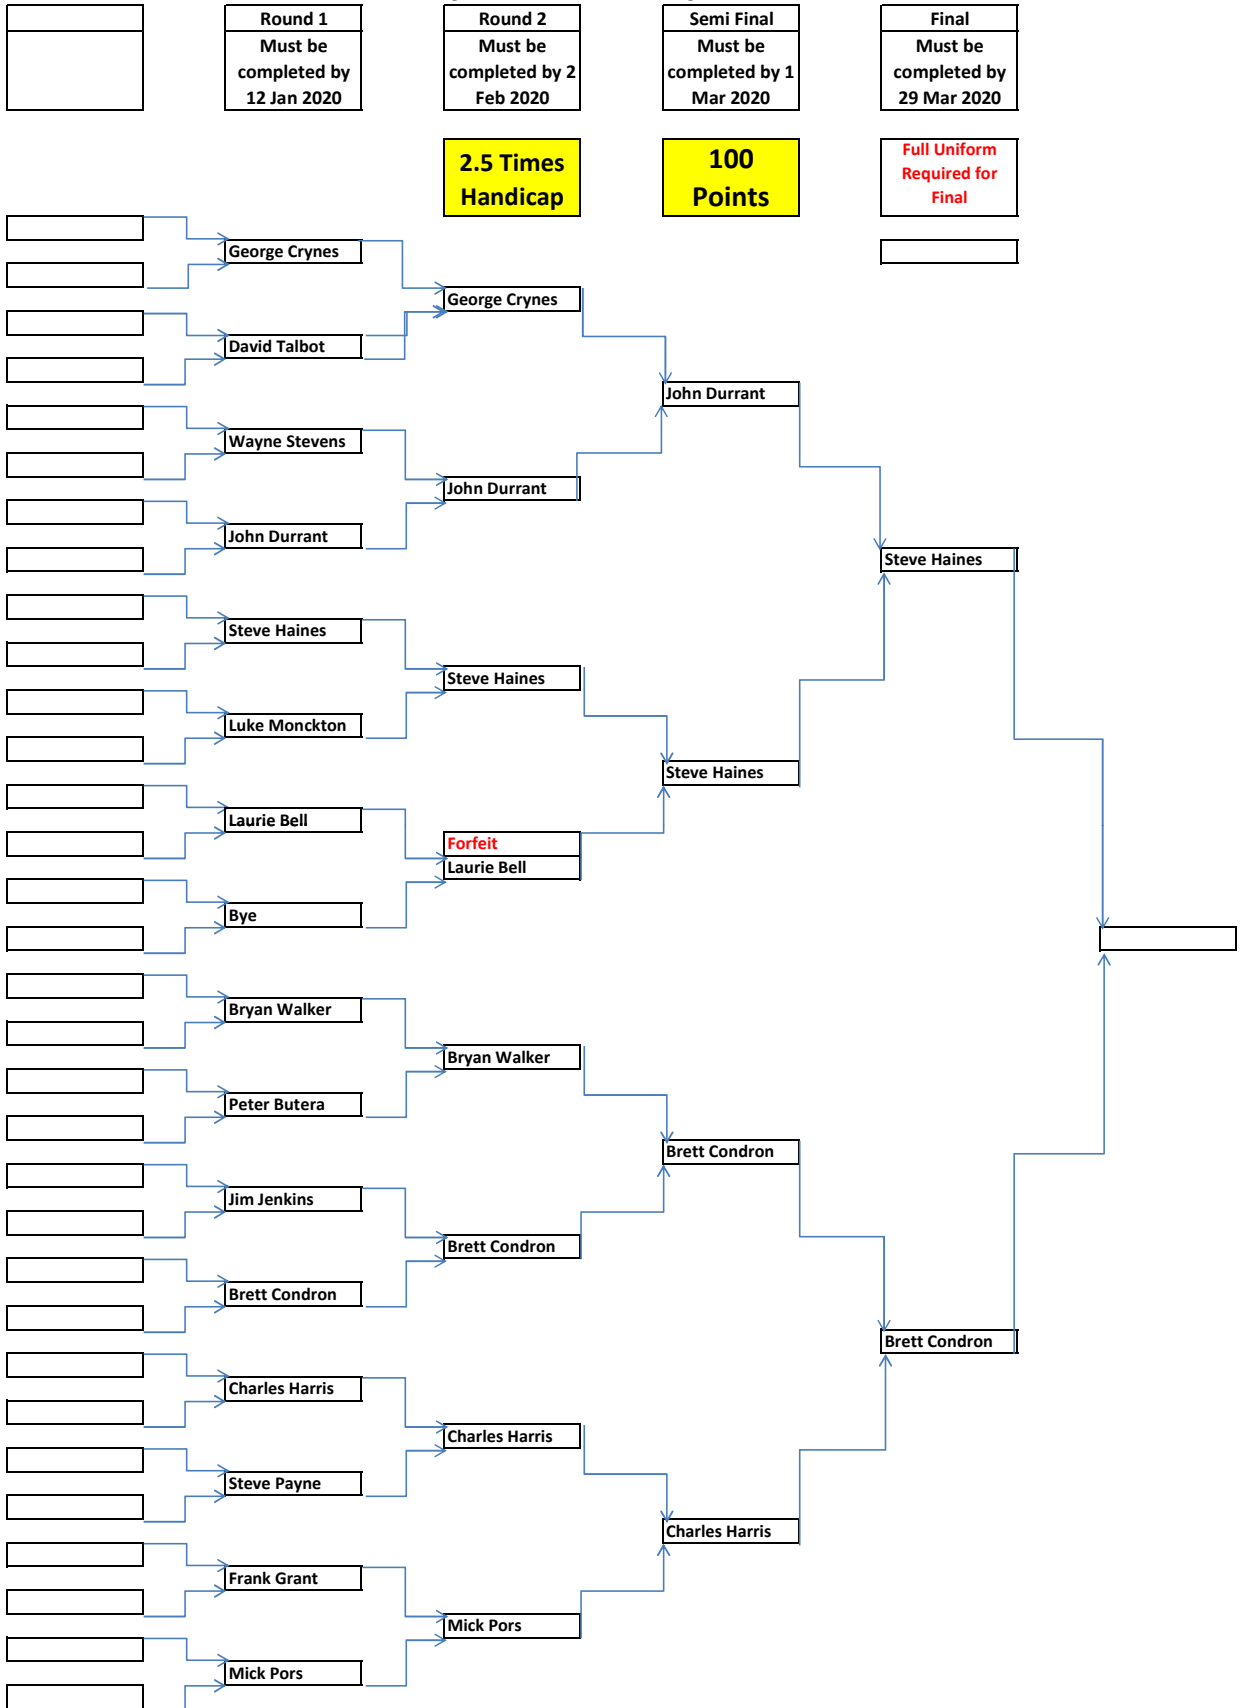 Round 1
Round 2
Semi Final
Final
Must be
completed by
12 Jan 2020
Must be
completed by 2
Feb 2020
Must be
completed by 1
Mar 2020
Must be
completed by
29 Mar 2020
2.5 Times
Handicap
100
Points
Full Uniform
Required for
Final
George Crynes
George Crynes
David Talbot
John Durrant
Wayne Stevens
John Durrant
John Durrant
Steve Haines
Steve Haines
Steve Haines
Luke Monckton
Steve Haines
Laurie Bell
Forfeit
Laurie Bell
Bye
Bryan Walker
Bryan Walker
Peter Butera
Brett Condron
Jim Jenkins
Brett Condron
Brett Condron
Brett Condron
Charles Harris
Charles Harris
Steve Payne
Charles Harris
Frank Grant
Mick Pors
Mick Pors